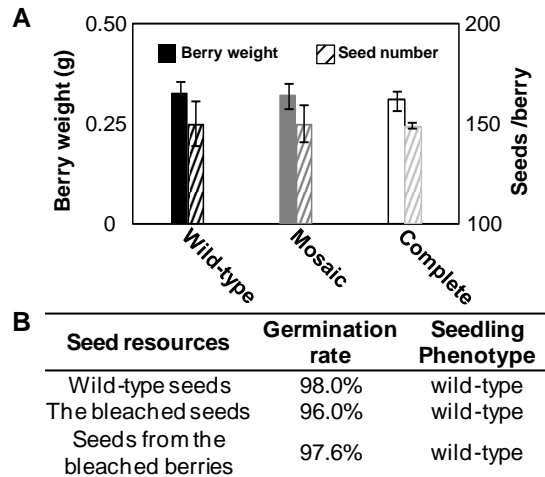 A
0.50
0.25
0
Berry weight (g)
Berry weight
Seed number
200
150
100
Seeds /berry
Wild-type
Mosaic
Complete
B
Seed resources Germination rate Seedling Phenotype
Wild-type seeds 98.0% wild-type
The bleached seeds 96.0% wild-type
Seeds from the bleached berries 97.6% wild-type